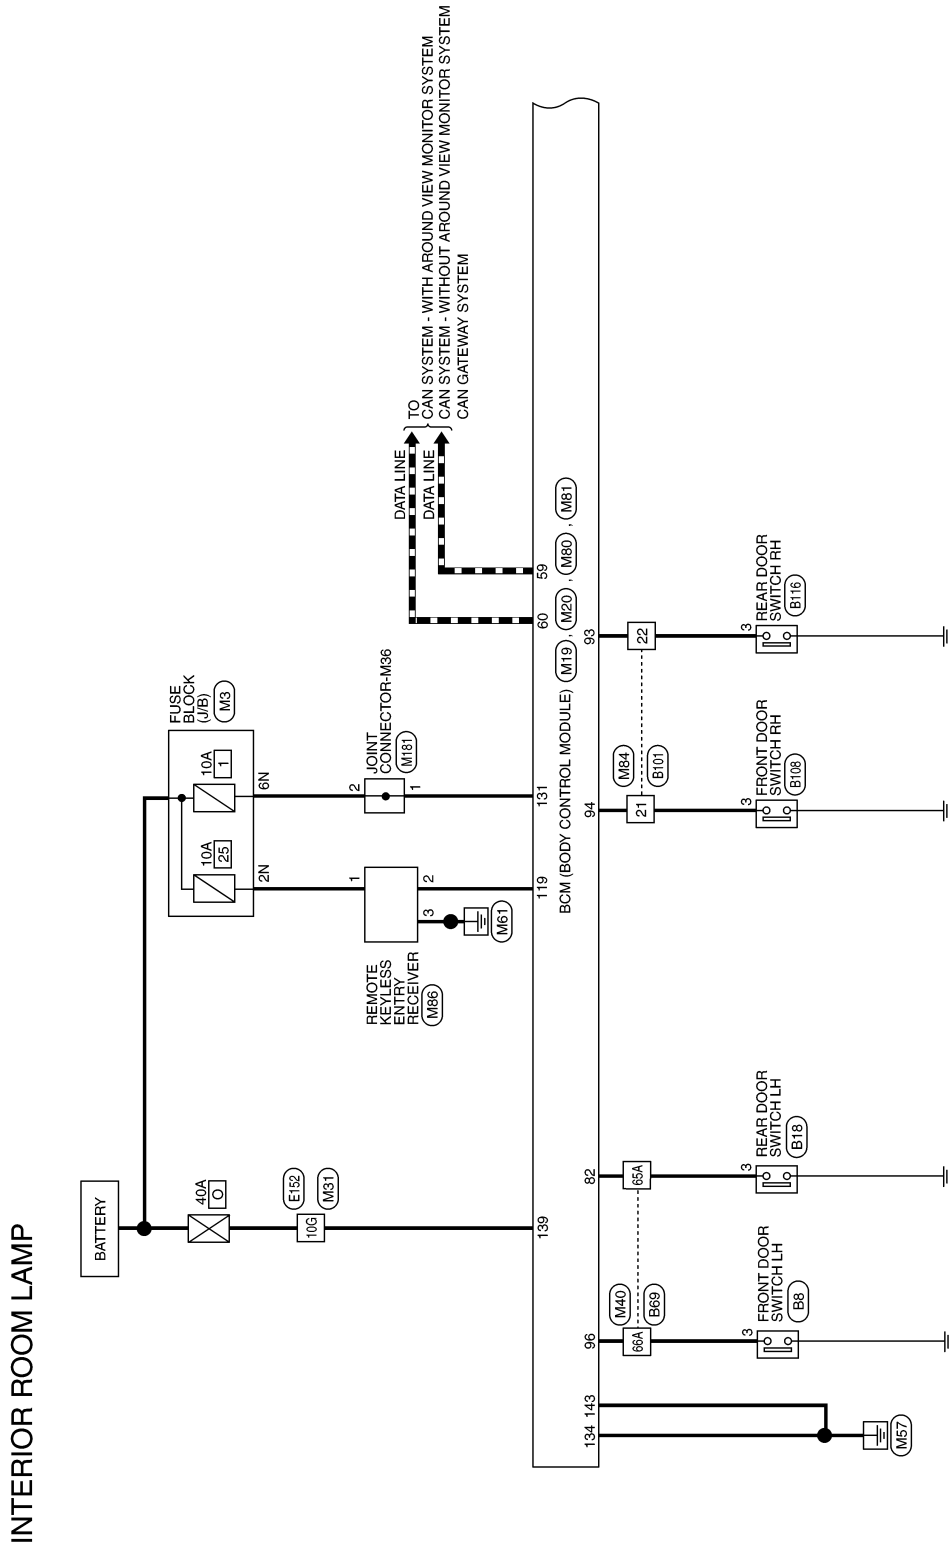 INTERIOR ROOM LAMP
BATTERY
40A
O
E152
10G
M31
139
FUSE
BLOCK
(J/B)
M3
10A
25
10A
1
2N
6N
1
REMOTE
KEYLESS
ENTRY
RECEIVER
M86
3
2
M61
119
2
JOINT
CONNECTOR-M36
M181
1
131
DATA LINE
DATA LINE
TO
CAN SYSTEM - WITH AROUND VIEW MONITOR SYSTEM
CAN SYSTEM - WITHOUT AROUND VIEW MONITOR SYSTEM
CAN GATEWAY SYSTEM
60
59
BCM (BODY CONTROL MODULE) M19, M20, M80, M81
134
143
96
82
94
93
M57
M40
66A
65A
B69
M84
21
22
B101
3
FRONT DOOR
SWITCH LH
B8
3
REAR DOOR
SWITCH LH
B18
3
FRONT DOOR
SWITCH RH
B108
3
REAR DOOR
SWITCH RH
B116